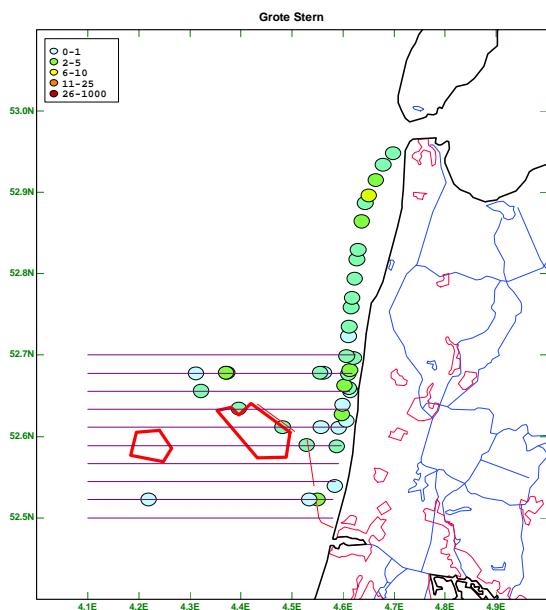 Grote Stern
0-1
2-5
6-10
11-25
26-1000
53.0N
52.9N
52.8N
52.7N
52.6N
52.5N
4.1E 4.2E 4.3E 4.4E 4.5E 4.6E 4.7E 4.8E 4.9E